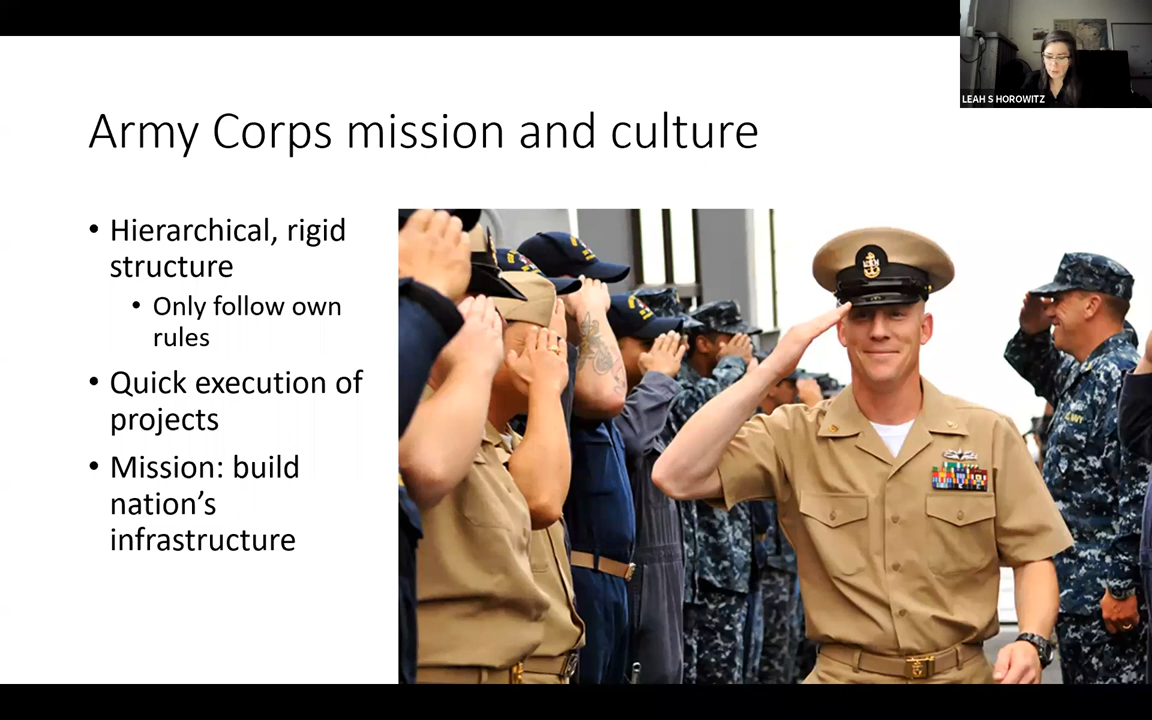 LEAH S HOROWITZ
Army Corps mission and culture
• Hierarchical, rigid
structure
• Only follow own
rules
• Quick execution of
projects
• Mission: build
nation's
infrastructure
NAVY